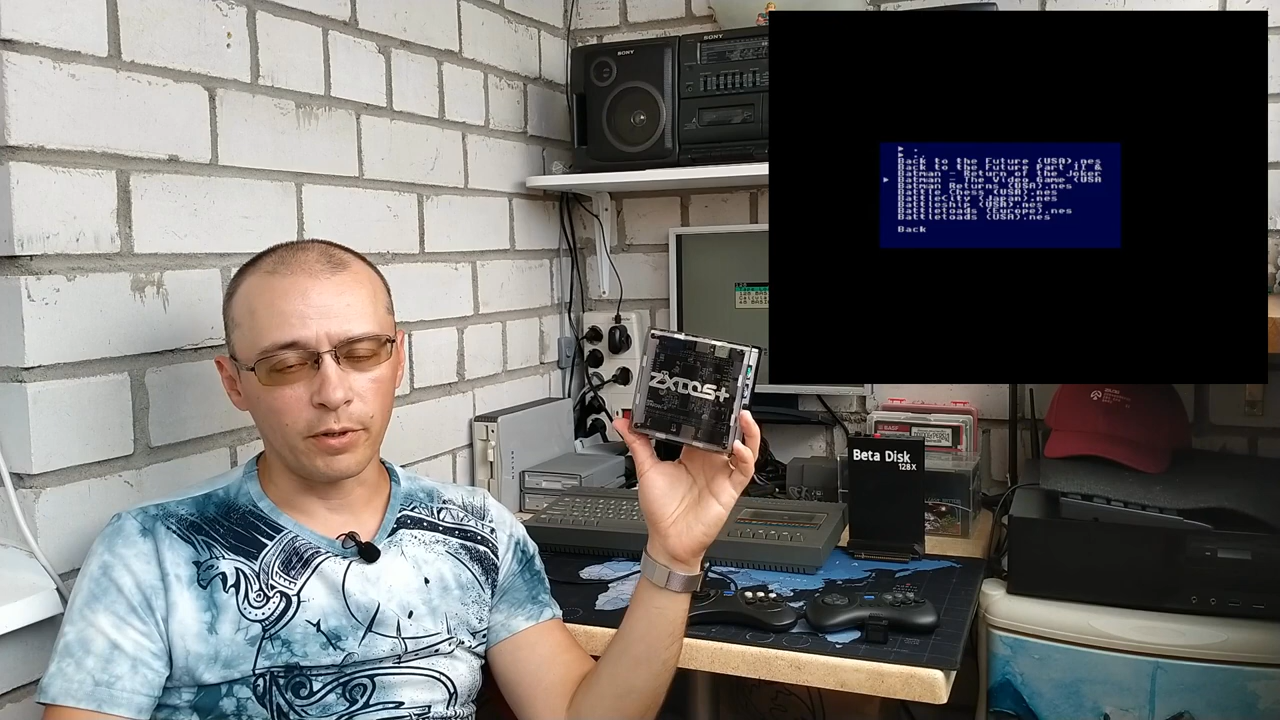 SONY
SONY
.
Back to the Future (USA).nes
Back to the Future Part II &
Batman - Return of the Joker
Batman - The Video Game (USA
Batman Returns (USA).nes
Battle Chess (USA).nes
BattleCity (Japan).nes
Battleship (USA).nes
Battletoads (Europe).nes
Battletoads (USA).nes
Back
128
ZXDOS+
BASF
Beta Disk
128X